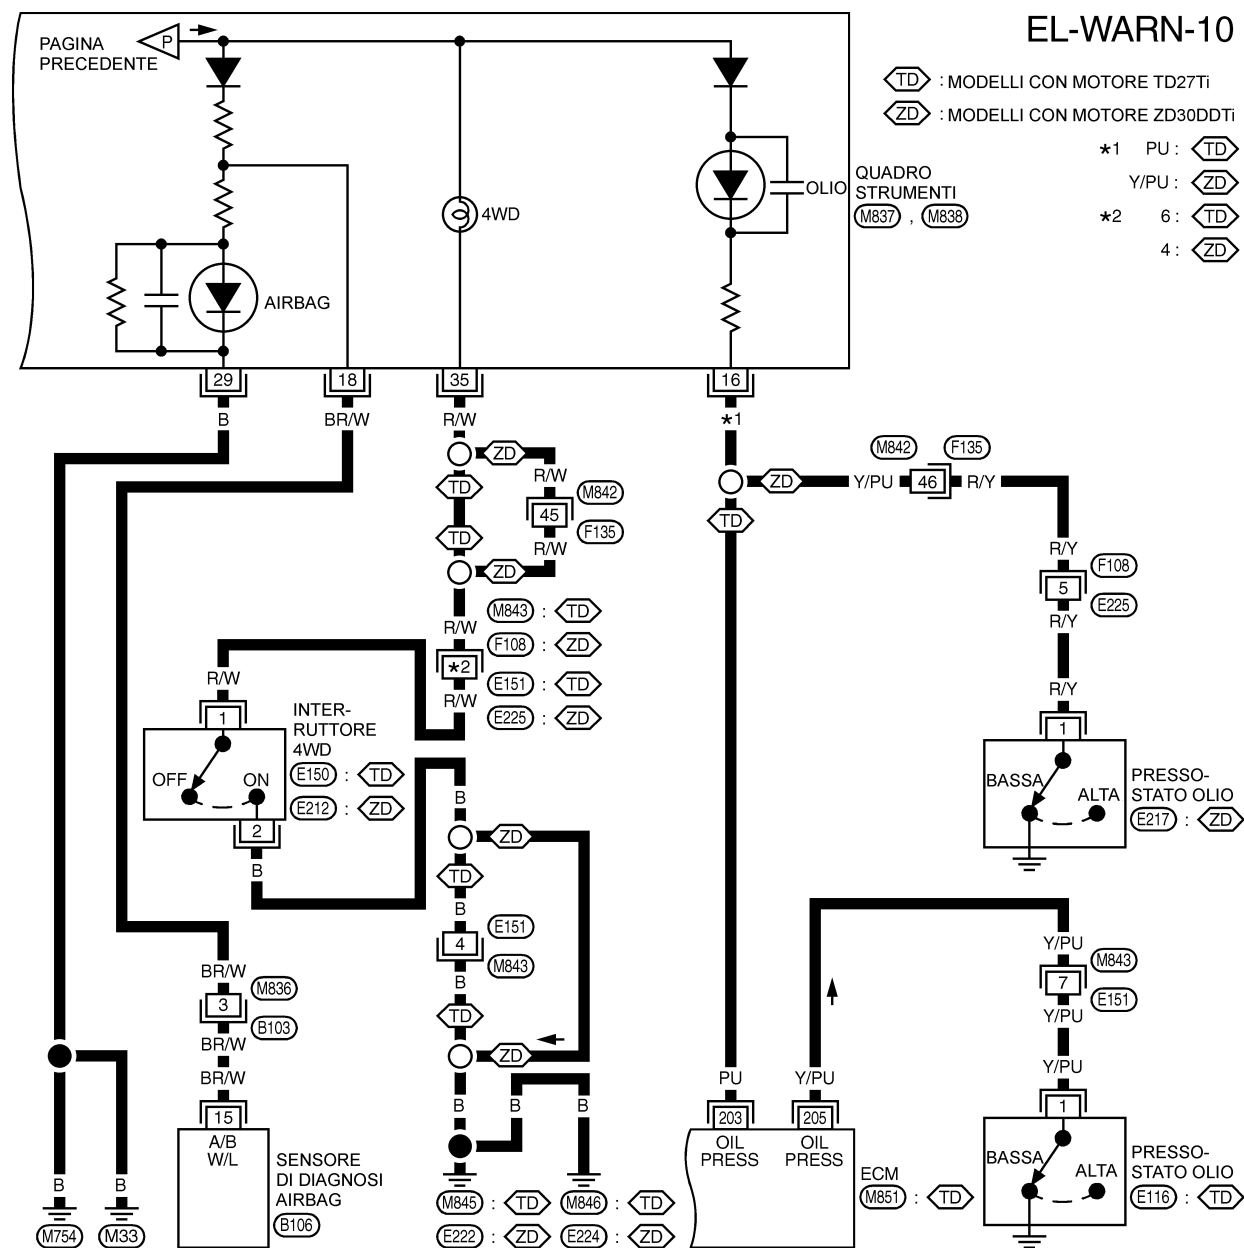 EL-WARN-10
PAGINA
PRECEDENTE
P
TD : MODELLI CON MOTORE TD27Ti
ZD : MODELLI CON MOTORE ZD30DDTi
*1 PU : TD
Y/PU : ZD
*2 6 : TD
4 : ZD
QUADRO
STRUMENTI
M837 , M838
OLIO
4WD
AIRBAG
29
18
35
16
B
BR/W
R/W
*1
ZD
R/W
TD
45
M842
TD
F135
R/W
ZD
M842
F135
ZD
Y/PU
46
R/Y
TD
R/Y
F108
5
E225
R/Y
R/Y
1
BASSA
ALTA
PRESSO-
STATO OLIO
E217 : ZD
R/W
M843 : TD
F108 : ZD
*2
E151 : TD
R/W
E225 : ZD
R/W
1
INTER-
RUTTORE
4WD
OFF
ON
E150 : TD
E212 : ZD
2
B
B
ZD
TD
B
E151
4
M843
B
TD
ZD
B
B
B
M845 : TD
M846 : TD
E222 : ZD
E224 : ZD
BR/W
M836
3
B103
BR/W
BR/W
15
A/B
W/L
SENSORE
DI DIAGNOSI
AIRBAG
B106
B
B
M754
M33
PU
Y/PU
203
205
OIL
PRESS
OIL
PRESS
ECM
M851 : TD
Y/PU
M843
7
E151
Y/PU
Y/PU
1
BASSA
ALTA
PRESSO-
STATO OLIO
E116 : TD